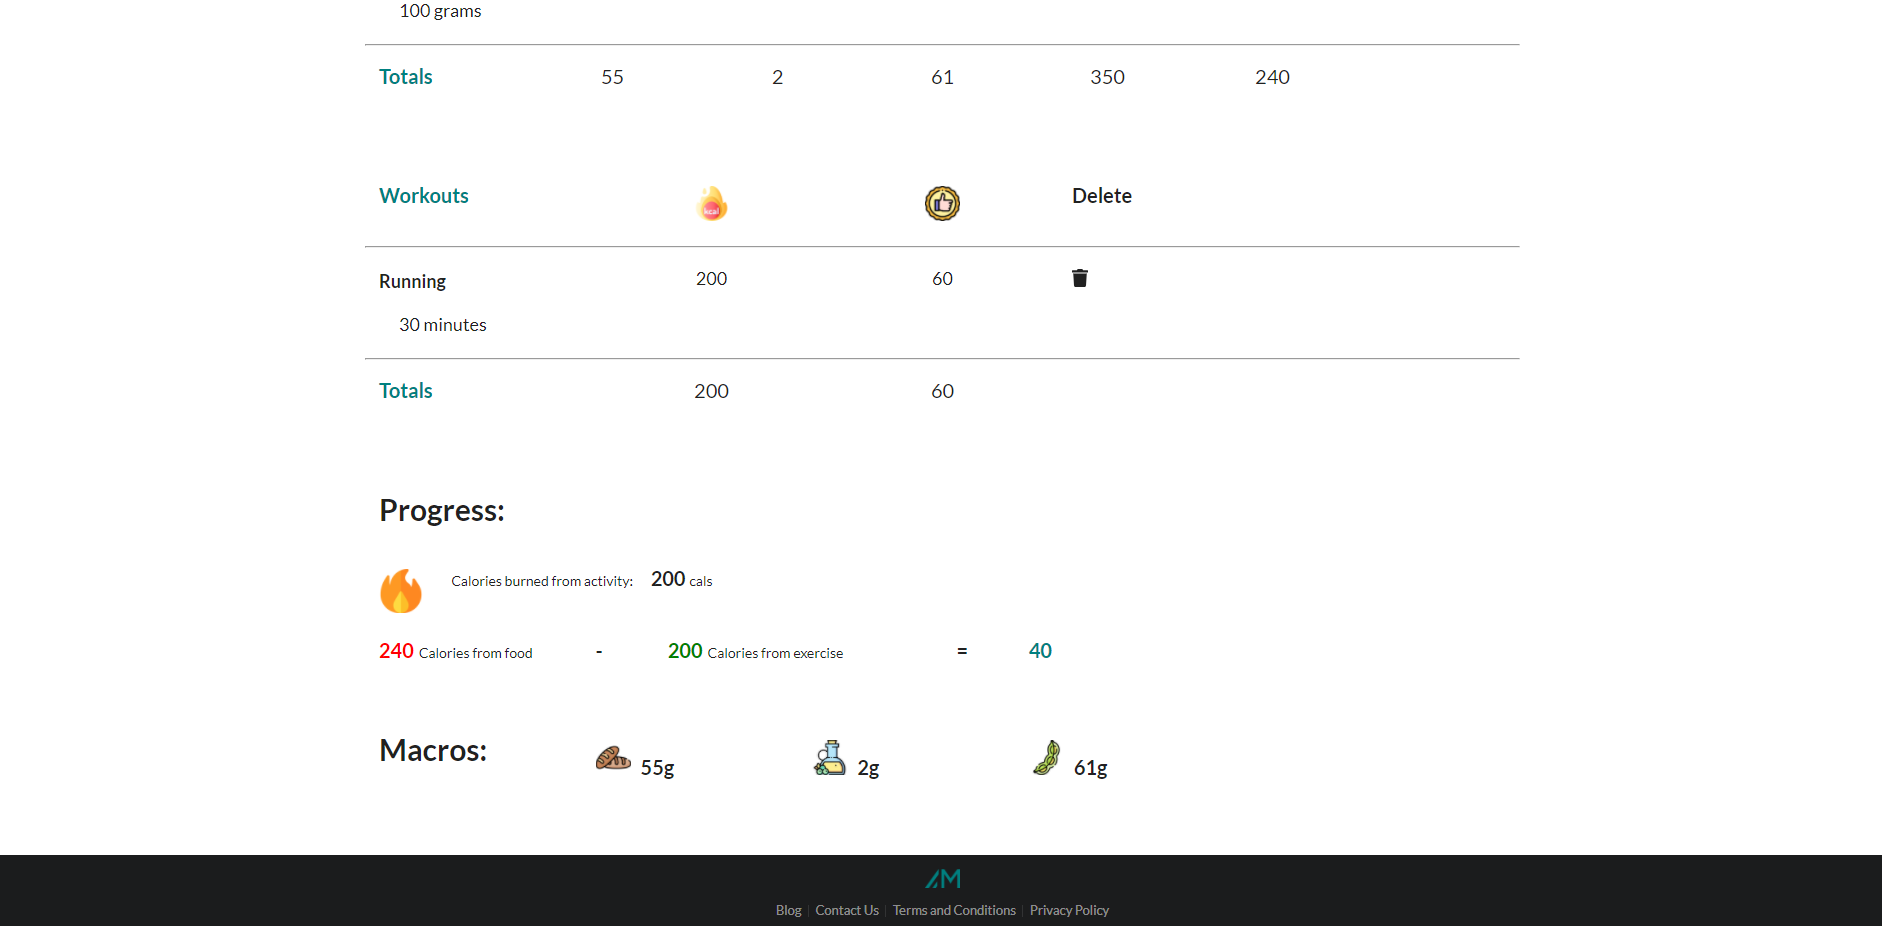 100 grams
Totals 55 2 61 350 240
Workouts kcal Delete
Running 200 60
30 minutes
Totals 200 60
Progress:
Calories burned from activity: 200 cals
240 Calories from food - 200 Calories from exercise = 40
Macros: 55g 2g 61g
AM
Blog | Contact Us | Terms and Conditions | Privacy Policy